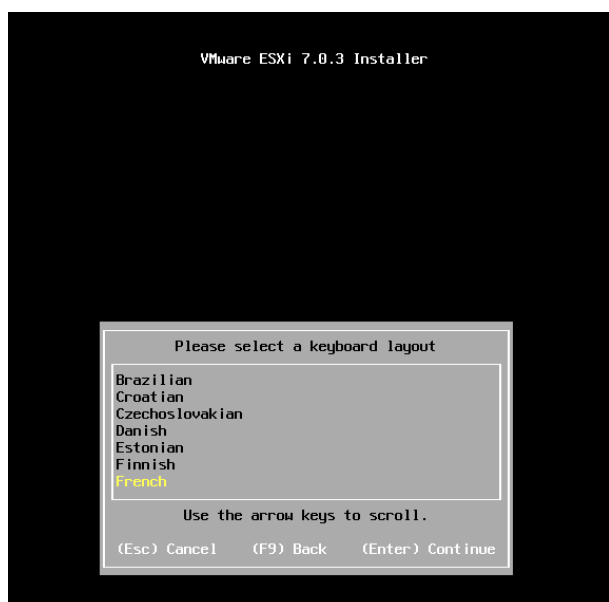 VMware ESXi 7.0.3 Installer
Please select a keyboard layout
Brazilian
Croatian
Czechoslovakian
Danish
Estonian
Finnish
French
Use the arrow keys to scroll.
(Esc) Cancel (F9) Back (Enter) Continue